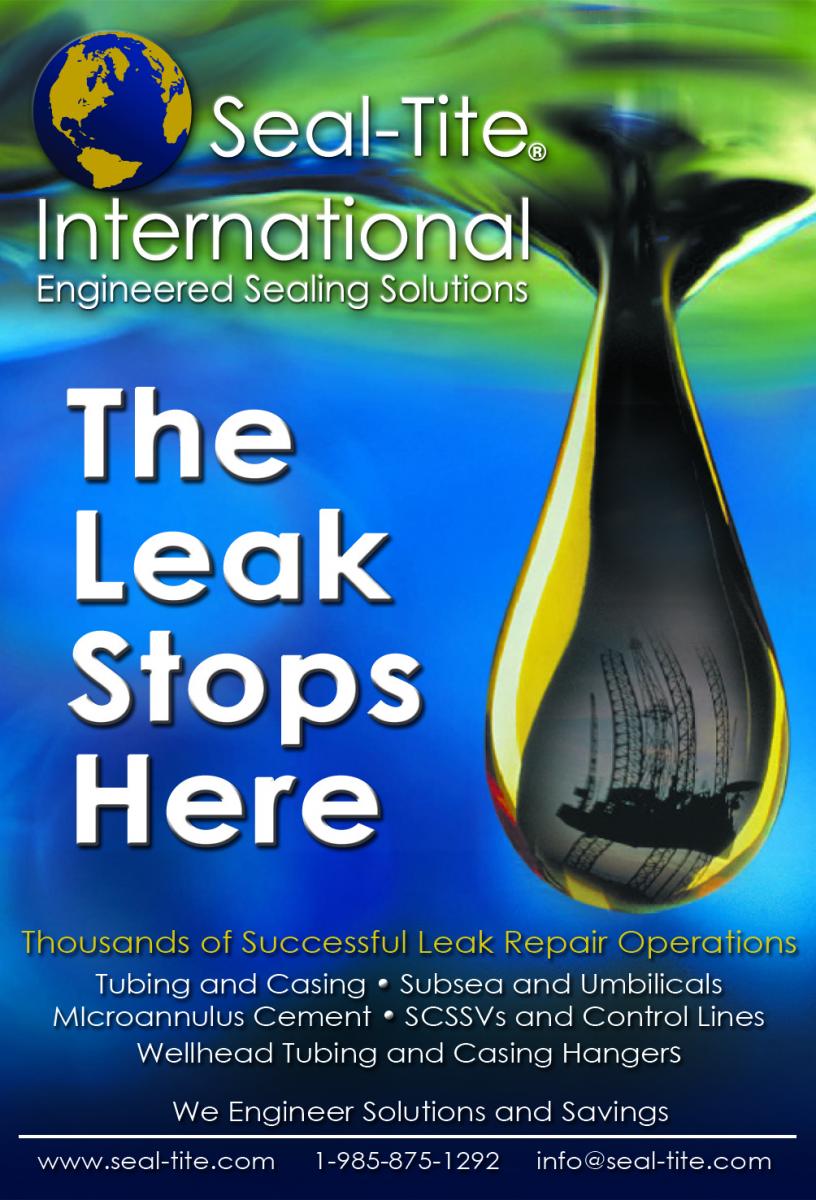 Seal-Tite®
International
Engineered Sealing Solutions
The
Leak
Stops
Here
Thousands of Successful Leak Repair Operations
Tubing and Casing • Subsea and Umbilicals
MIcroannulus Cement • SCSSVs and Control Lines
Wellhead Tubing and Casing Hangers
We Engineer Solutions and Savings
www.seal-tite.com 1-985-875-1292 info@seal-tite.com